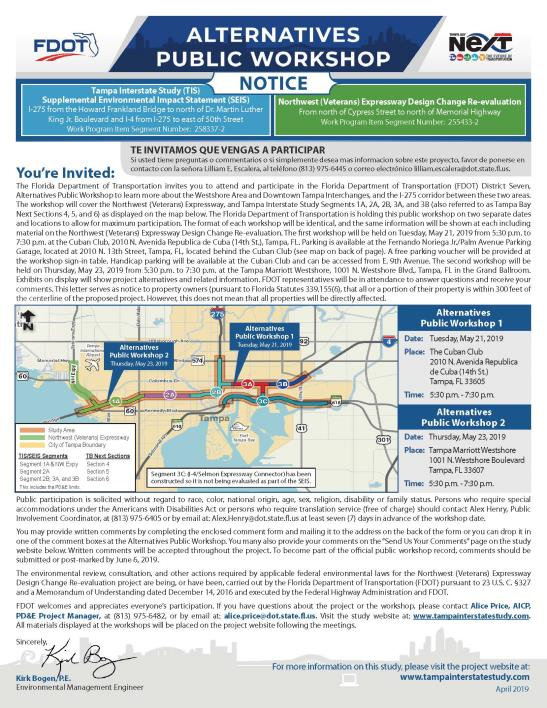 FDOT
ALTERNATIVES
PUBLIC WORKSHOP
TAMPA BAY
NEXT
NOTICE
Tampa Interstate Study (TIS)
Supplemental Environmental Impact Statement (SEIS)
I-275 from the Howard Frankland Bridge to north of Dr. Martin Luther
King Jr. Boulevard and I-4 from I-275 to east of 50th Street
Work Program Item Segment Number: 258337-2
Northwest (Veterans) Expressway Design Change Re-evaluation
From north of Cypress Street to north of Memorial Highway
Work Program Item Segment Number: 255433-2
TE INVITAMOS QUE VENGAS A PARTICIPAR
Si usted tiene preguntas o commentarios o si simplemente desea mas informacion sobre este proyecto, favor de ponerse en
contacto con la señora Lilliam E. Escalera, al teléfono (813) 975-6445 o correo electrónico lilliam.escalera@dot.state.fl.us.
You're Invited:
The Florida Department of Transportation invites you to attend and participate in the Florida Department of Transportation (FDOT) District Seven,
Alternatives Public Workshop to learn more about the Westshore Area and Downtown Tampa Interchanges, and the I-275 corridor between these two areas.
The workshop will cover the Northwest (Veterans) Expressway, and Tampa Interstate Study Segments 1A, 2A, 2B, 3A, and 3B (also referred to as Tampa Bay
Next Sections 4, 5, and 6) as displayed on the map below. The Florida Department of Transportation is holding this public workshop on two separate dates
and locations to allow for maximum participation. The format of each workshop will be identical, and the same information will be shown at each including
material on the Northwest (Veterans) Expressway Design Change Re-evaluation. The first workshop will be held on Tuesday, May 21, 2019 from 5:30 p.m. to
7:30 p.m. at the Cuban Club, 2010 N. Avenida Republica de Cuba (14th St.), Tampa, FL. Parking is available at the Fernando Noriega Jr./Palm Avenue Parking
Garage, located at 2010 N. 13th Street, Tampa, FL, located behind the Cuban Club (see map on back of page). A free parking voucher will be provided at
the workshop sign-in table. Handicap parking will be available at the Cuban Club and can be accessed from E. 9th Avenue. The second workshop will be
held on Thursday, May 23, 2019 from 5:30 p.m. to 7:30 p.m. at the Tampa Marriott Westshore, 1001 N. Westshore Blvd., Tampa, FL in the Grand Ballroom.
Exhibits on display will show project alternatives and related information. FDOT representatives will be in attendance to answer questions and receive your
comments. This letter serves as notice to property owners (pursuant to Florida Statutes 339.155(6), that all or a portion of their property is within 300 feet of
the centerline of the proposed project. However, this does not mean that all properties will be directly affected.
N
275
Alternatives
Public Workshop 1
Tuesday, May 21, 2019
Alternatives
Public Workshop 2
Thursday, May 23, 2019
574
92
4
60
60
1A
2A
2B
3A
3B
3C
Tampa
618
618
41
301
Study Area
Northwest (Veterans) Expressway
City of Tampa Boundary
TIS/SEIS Segments
TB Next Sections
Segment 1A & NW Expy
Section 4
Segment 2A
Section 5
Segment 2B, 3A, and 3B
Section 6
This includes the PD&E limits.
Segment 3C: (I-4/Selmon Expressway Connector) has been
constructed so it is not being evaluated as part of the SEIS.
Alternatives
Public Workshop 1
Date: Tuesday, May 21, 2019
Place: The Cuban Club
2010 N. Avenida Republica
de Cuba (14th St.)
Tampa, FL 33605
Time: 5:30 p.m. - 7:30 p.m.
Alternatives
Public Workshop 2
Date: Thursday, May 23, 2019
Place: Tampa Marriott Westshore
1001 N. Westshore Boulevard
Tampa, FL 33607
Time: 5:30 p.m. - 7:30 p.m.
Public participation is solicited without regard to race, color, national origin, age, sex, religion, disability or family status. Persons who require special
accommodations under the Americans with Disabilities Act or persons who require translation service (free of charge) should contact Alex Henry, Public
Involvement Coordinator, at (813) 975-6405 or by email at: Alex.Henry@dot.state.fl.us at least seven (7) days in advance of the workshop date.
You may provide written comments by completing the enclosed comment form and mailing it to the address on the back of the form or you can drop it in
one of the comment boxes at the Alternatives Public Workshop. You may also provide your comments on the "Send Us Your Comments" page on the study
website below. Written comments will be accepted throughout the project. To become part of the official public workshop record, comments should be
submitted or post-marked by June 6, 2019.
The environmental review, consultation, and other actions required by applicable federal environmental laws for the Northwest (Veterans) Expressway
Design Change Re-evaluation project are being, or have been, carried out by the Florida Department of Transportation (FDOT) pursuant to 23 U.S.C. §327
and a Memorandum of Understanding dated December 14, 2016 and executed by the Federal Highway Administration and FDOT.
FDOT welcomes and appreciates everyone's participation. If you have questions about the project or the workshop, please contact Alice Price, AICP,
PD&E Project Manager, at (813) 975-6482, or by email at: alice.price@dot.state.fl.us. Visit the study website at: www.tampainterstatestudy.com.
All materials displayed at the workshops will be placed on the project website following the meetings.
Sincerely,
Kirk Bogen, P.E.
Environmental Management Engineer
For more information on this study, please visit the project website at:
www.tampainterstatestudy.com
April 2019